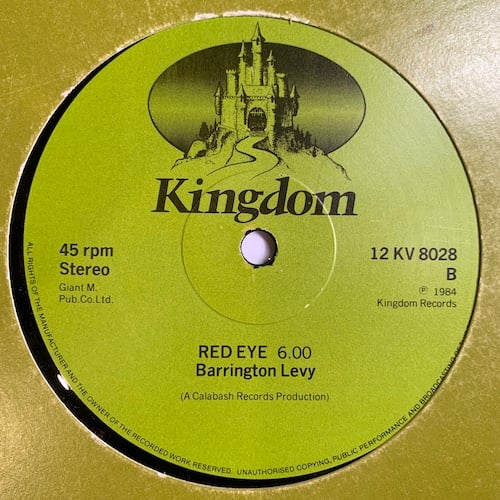 Kingdom
45 rpm
Stereo
Giant M.
Pub.Co.Ltd.
12 KV 8028
B
℗ 1984
Kingdom Records
RED EYE 6.00
Barrington Levy
(A Calabash Records Production)
ALL RIGHTS OF THE MANUFACTURER AND OF THE OWNER OF THE RECORDED WORK RESERVED. UNAUTHORISED COPYING, PUBLIC PERFORMANCE AND BROADCASTING